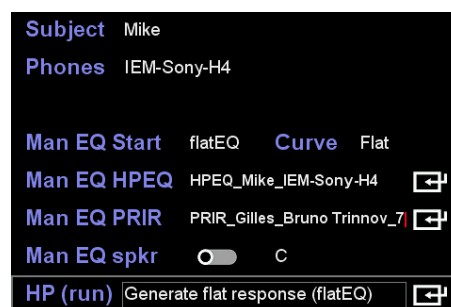 Subject Mike
Phones IEM-Sony-H4
Man EQ Start flatEQ Curve Flat
Man EQ HPEQ HPEQ_Mike_IEM-Sony-H4
Man EQ PRIR PRIR_Gilles_Bruno Trinnov_7
Man EQ spkr C
HP (run) Generate flat response (flatEQ)